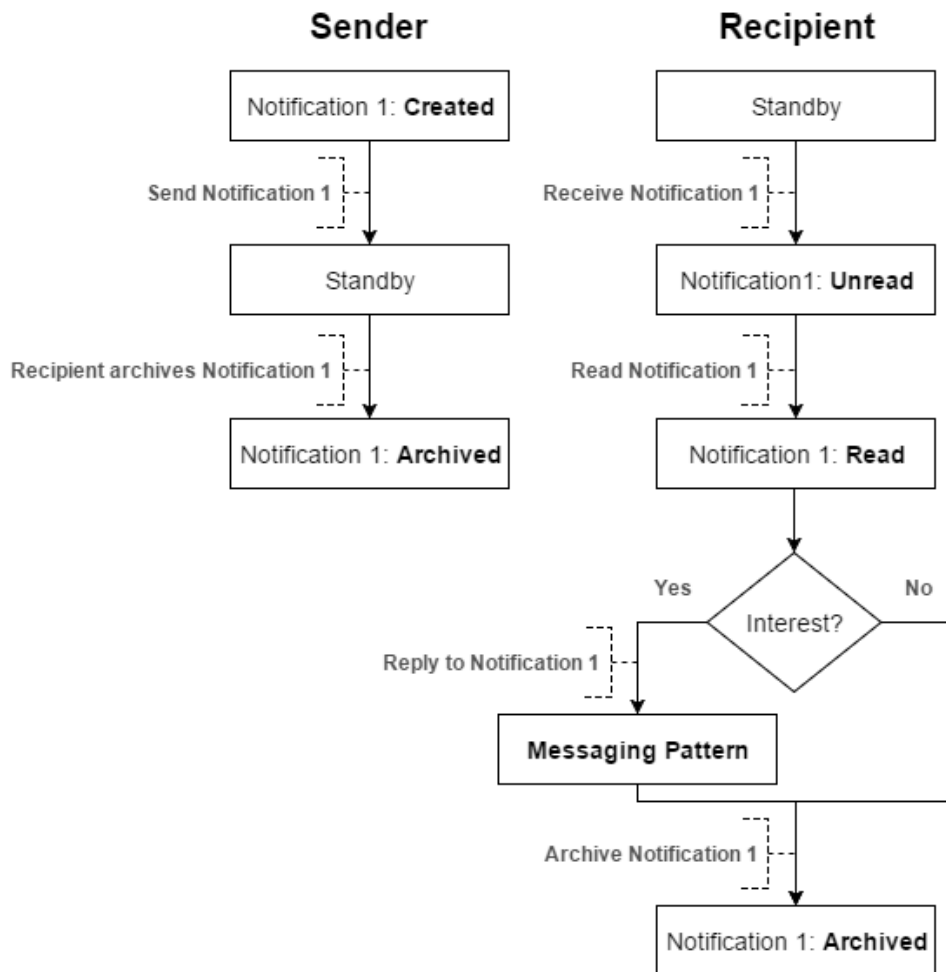 Sender
Recipient
Notification 1: Created
Standby
Send Notification 1
Receive Notification 1
Standby
Notification1: Unread
Recipient archives Notification 1
Read Notification 1
Notification 1: Archived
Notification 1: Read
Yes
No
Interest?
Reply to Notification 1
Messaging Pattern
Archive Notification 1
Notification 1: Archived